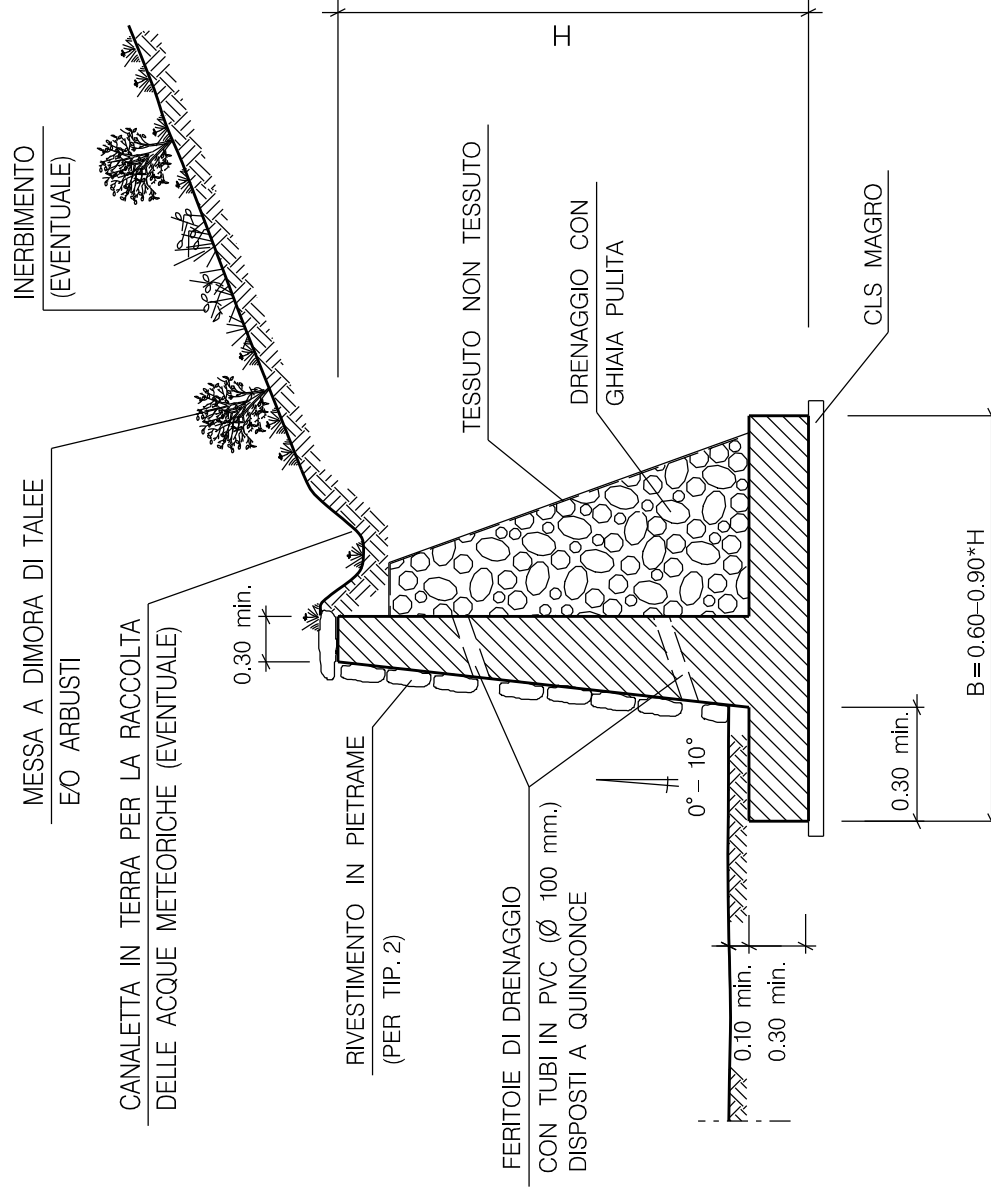 INERBIMENTO
(EVENTUALE)
MESSA A DIMORA DI TALEE
E/O ARBUSTI
CANALETTA IN TERRA PER LA RACCOLTA
DELLE ACQUE METEORICHE (EVENTUALE)
0.30 min.
H
TESSUTO NON TESSUTO
DRENAGGIO CON
GHIAIA PULITA
CLS MAGRO
RIVESTIMENTO IN PIETRAME
(PER TIP. 2)
FERITOIE DI DRENAGGIO
CON TUBI IN PVC (Ø 100 mm.)
DISPOSTI A QUINCONCE
0°-10°
0.10 min.
0.30 min.
0.30 min.
B=0.60-0.90*H